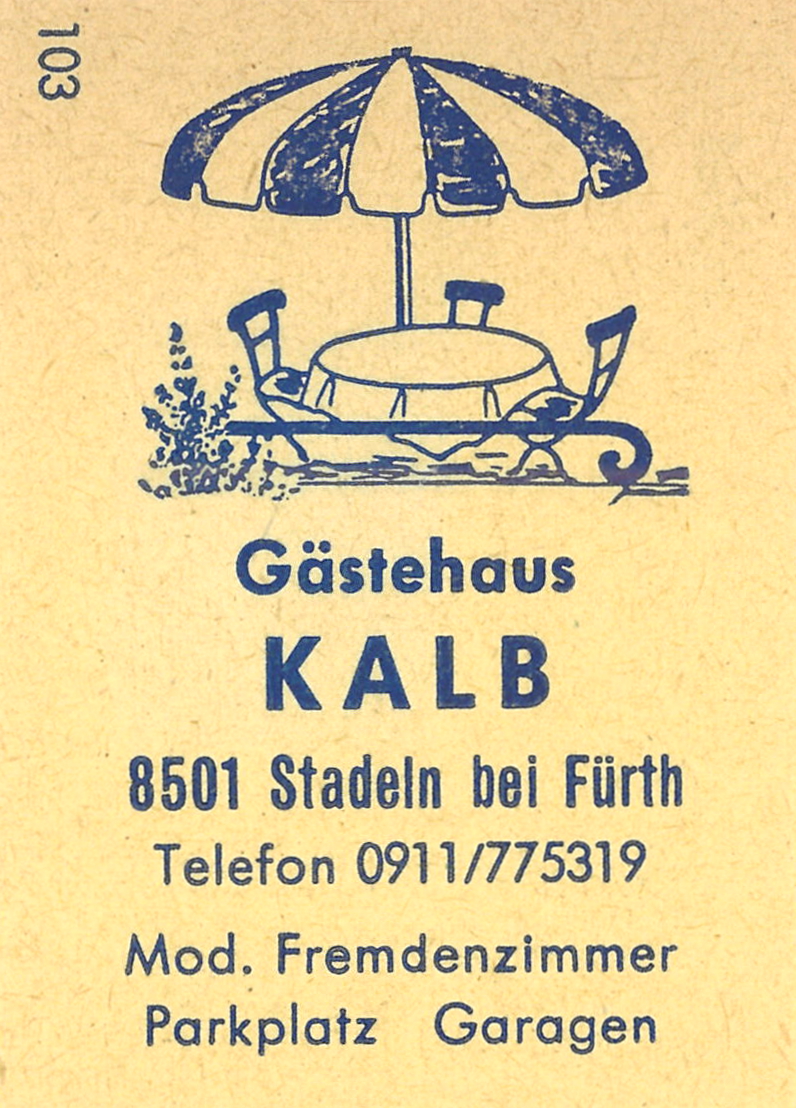 103
Gästehaus
KALB
8501 Stadeln bei Fürth
Telefon 0911/775319
Mod. Fremdenzimmer
Parkplatz Garagen